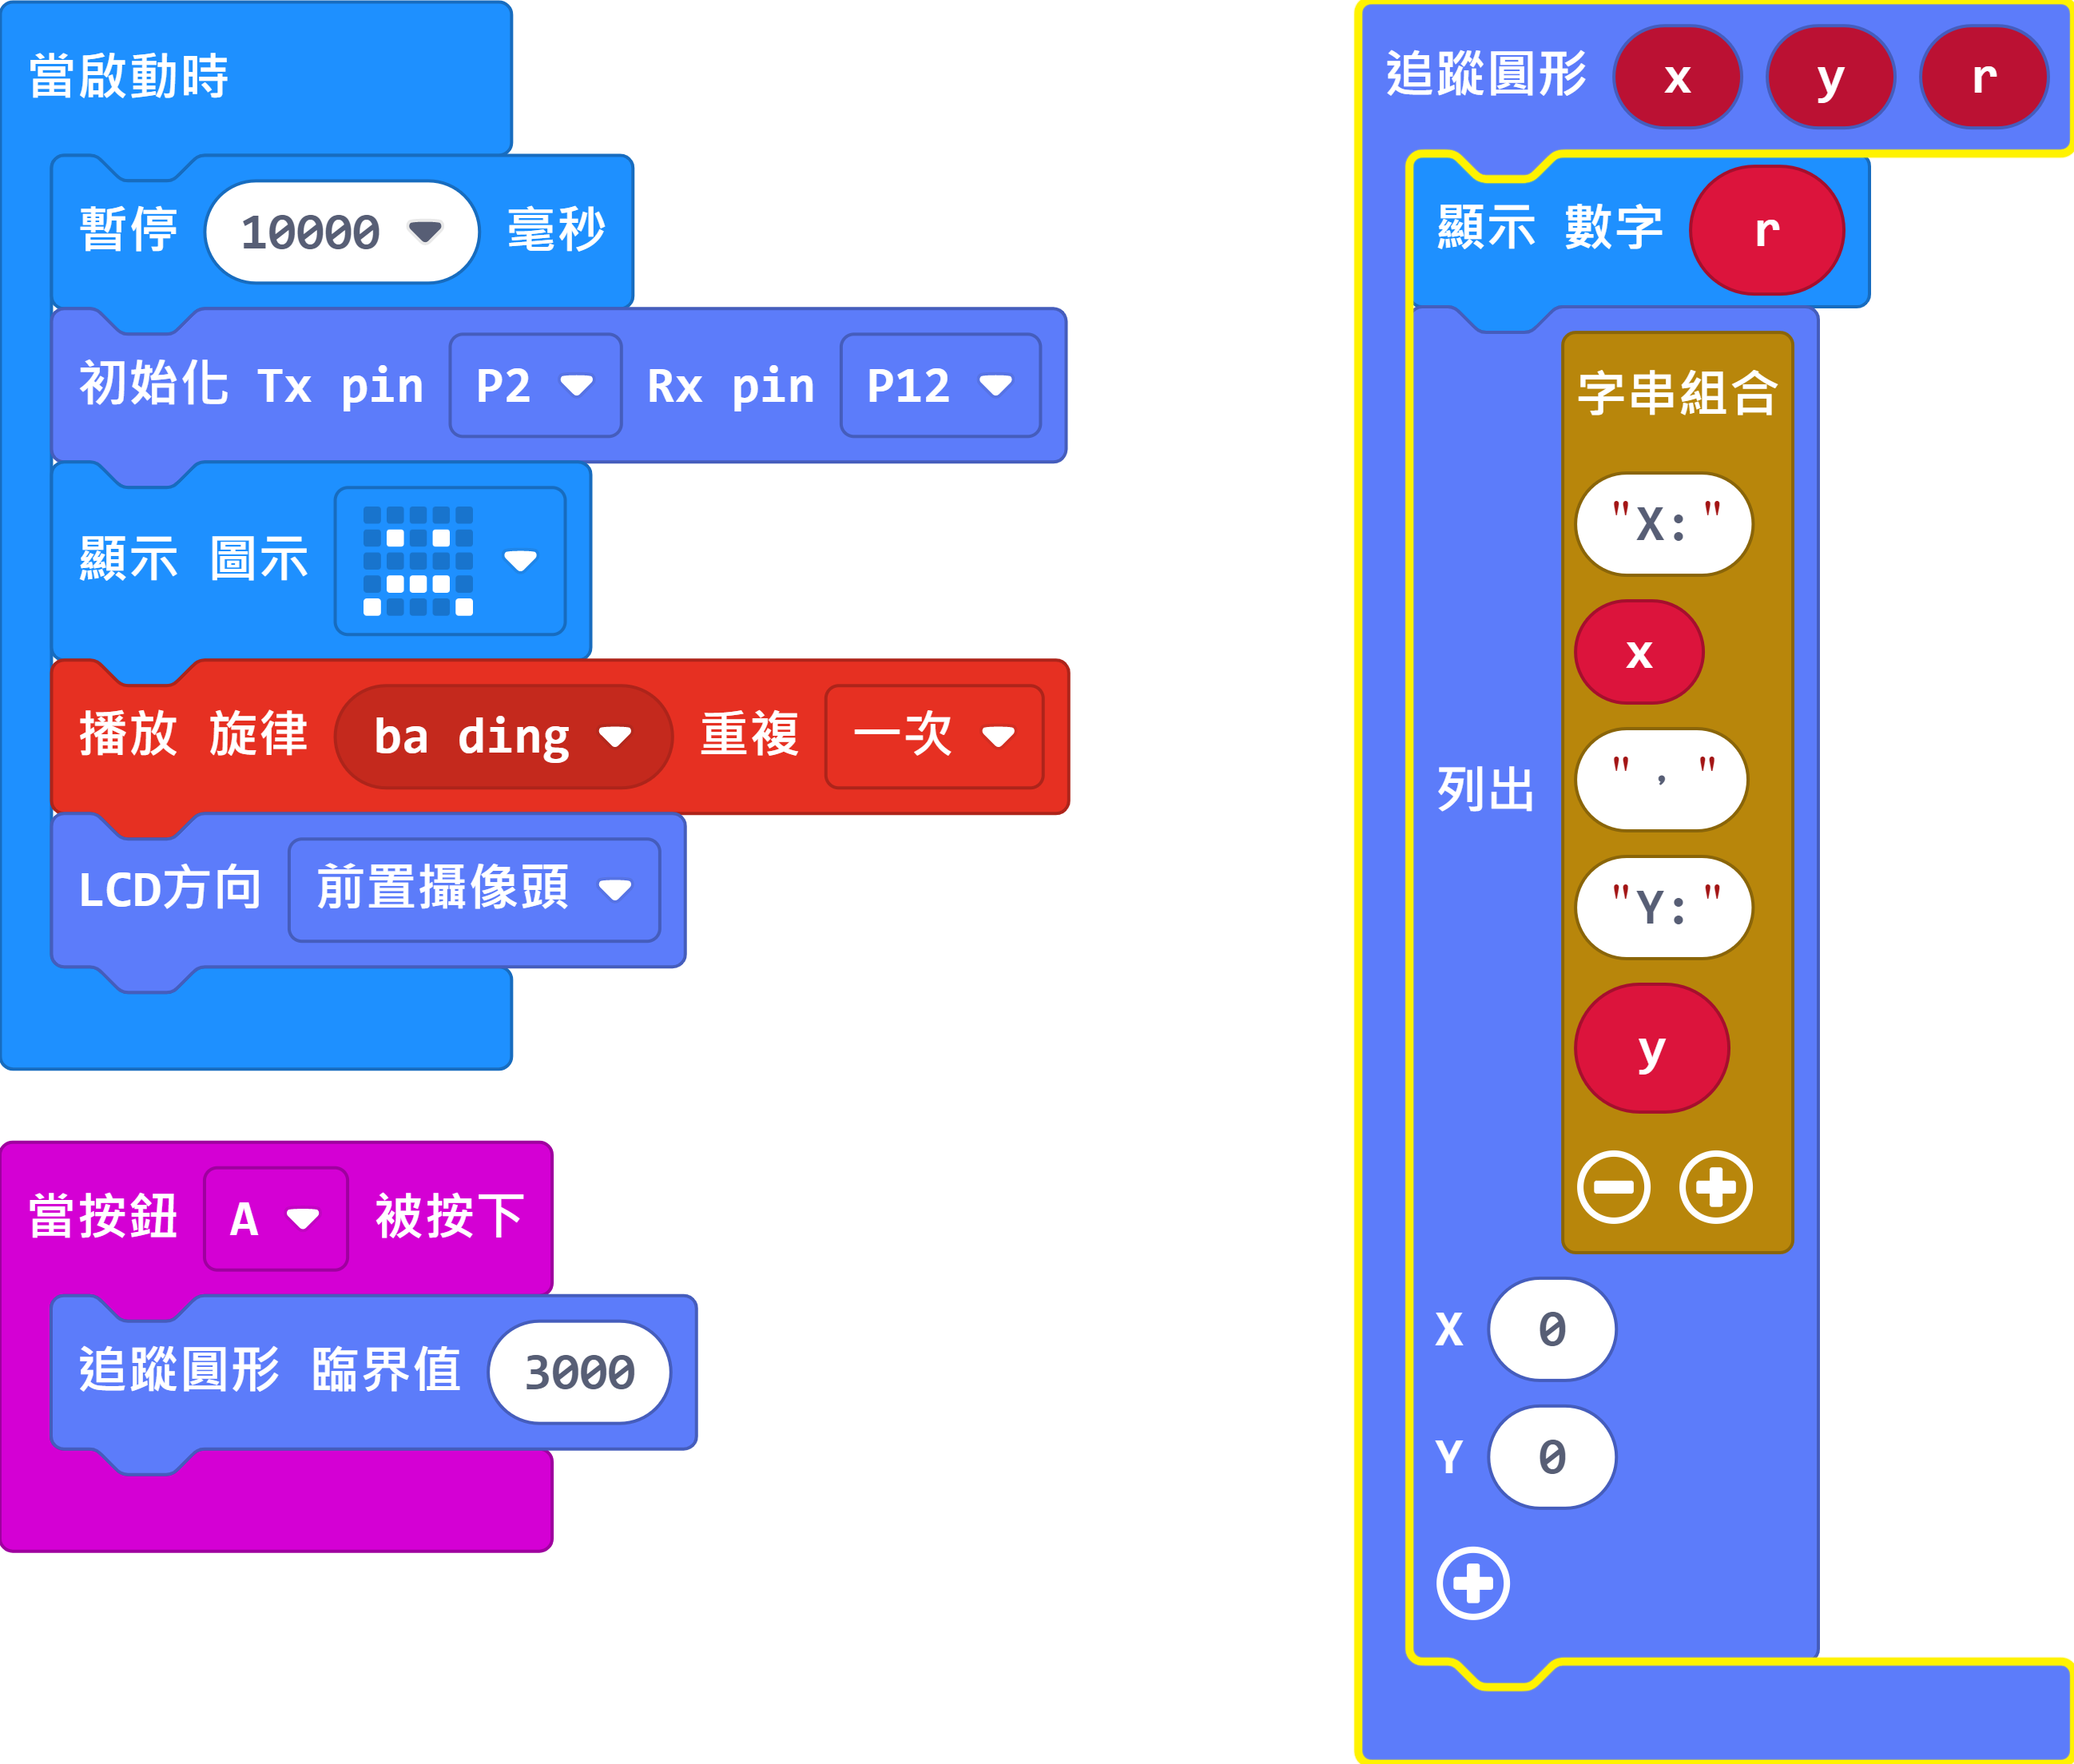 當啟動時
暫停 10000 毫秒
初始化 Tx pin P2 Rx pin P12
顯示 圖示
播放 旋律 ba ding 重複 一次
LCD方向 前置攝像頭
當按鈕 A 被按下
追蹤圓形 臨界值 3000
追蹤圓形 x y r
顯示 數字 r
列出 字串組合
"X:"
x
"，"
"Y:"
y
X 0
Y 0